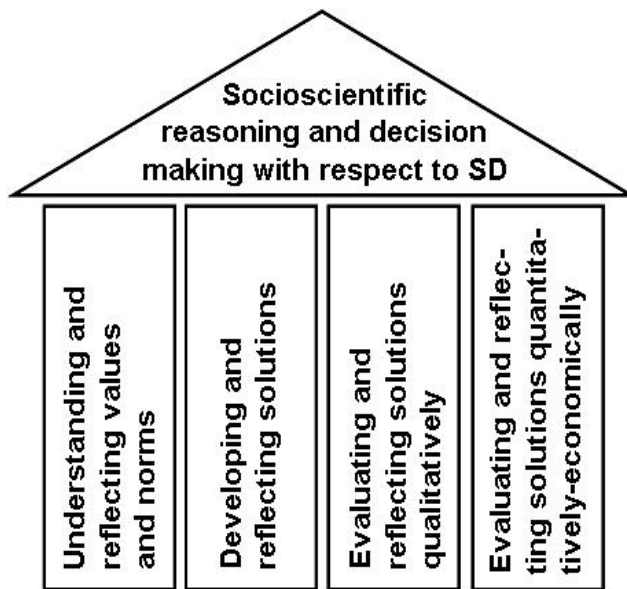 Socioscientific
reasoning and decision
making with respect to SD
Understanding and
reflecting values
and norms
Developing and
reflecting solutions
Evaluating and
reflecting solutions
qualitatively
Evaluating and reflec-
ting solutions quantita-
tively-economically